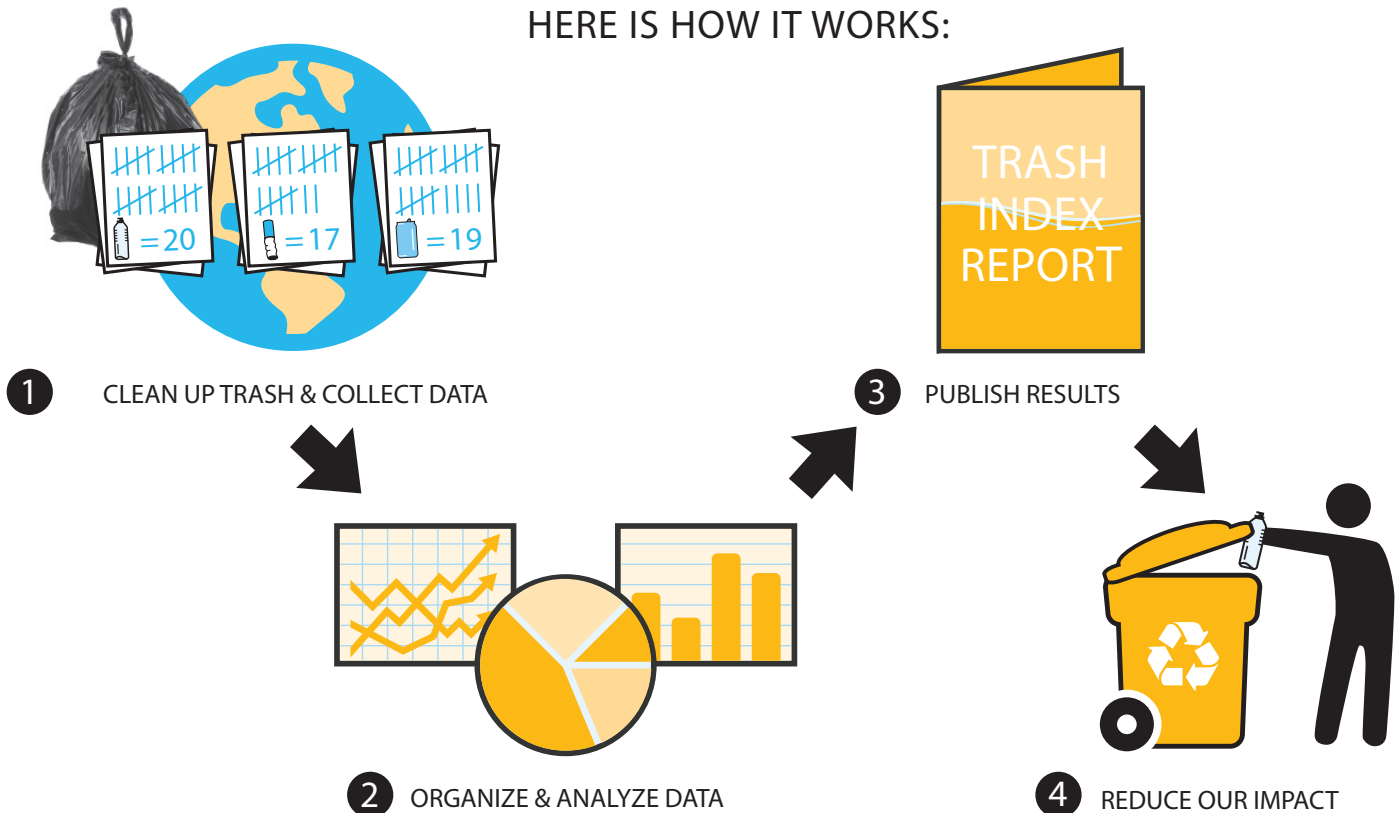 HERE IS HOW IT WORKS:
= 20
= 17
= 19
1 CLEAN UP TRASH & COLLECT DATA
2 ORGANIZE & ANALYZE DATA
TRASH
INDEX
REPORT
3 PUBLISH RESULTS
4 REDUCE OUR IMPACT